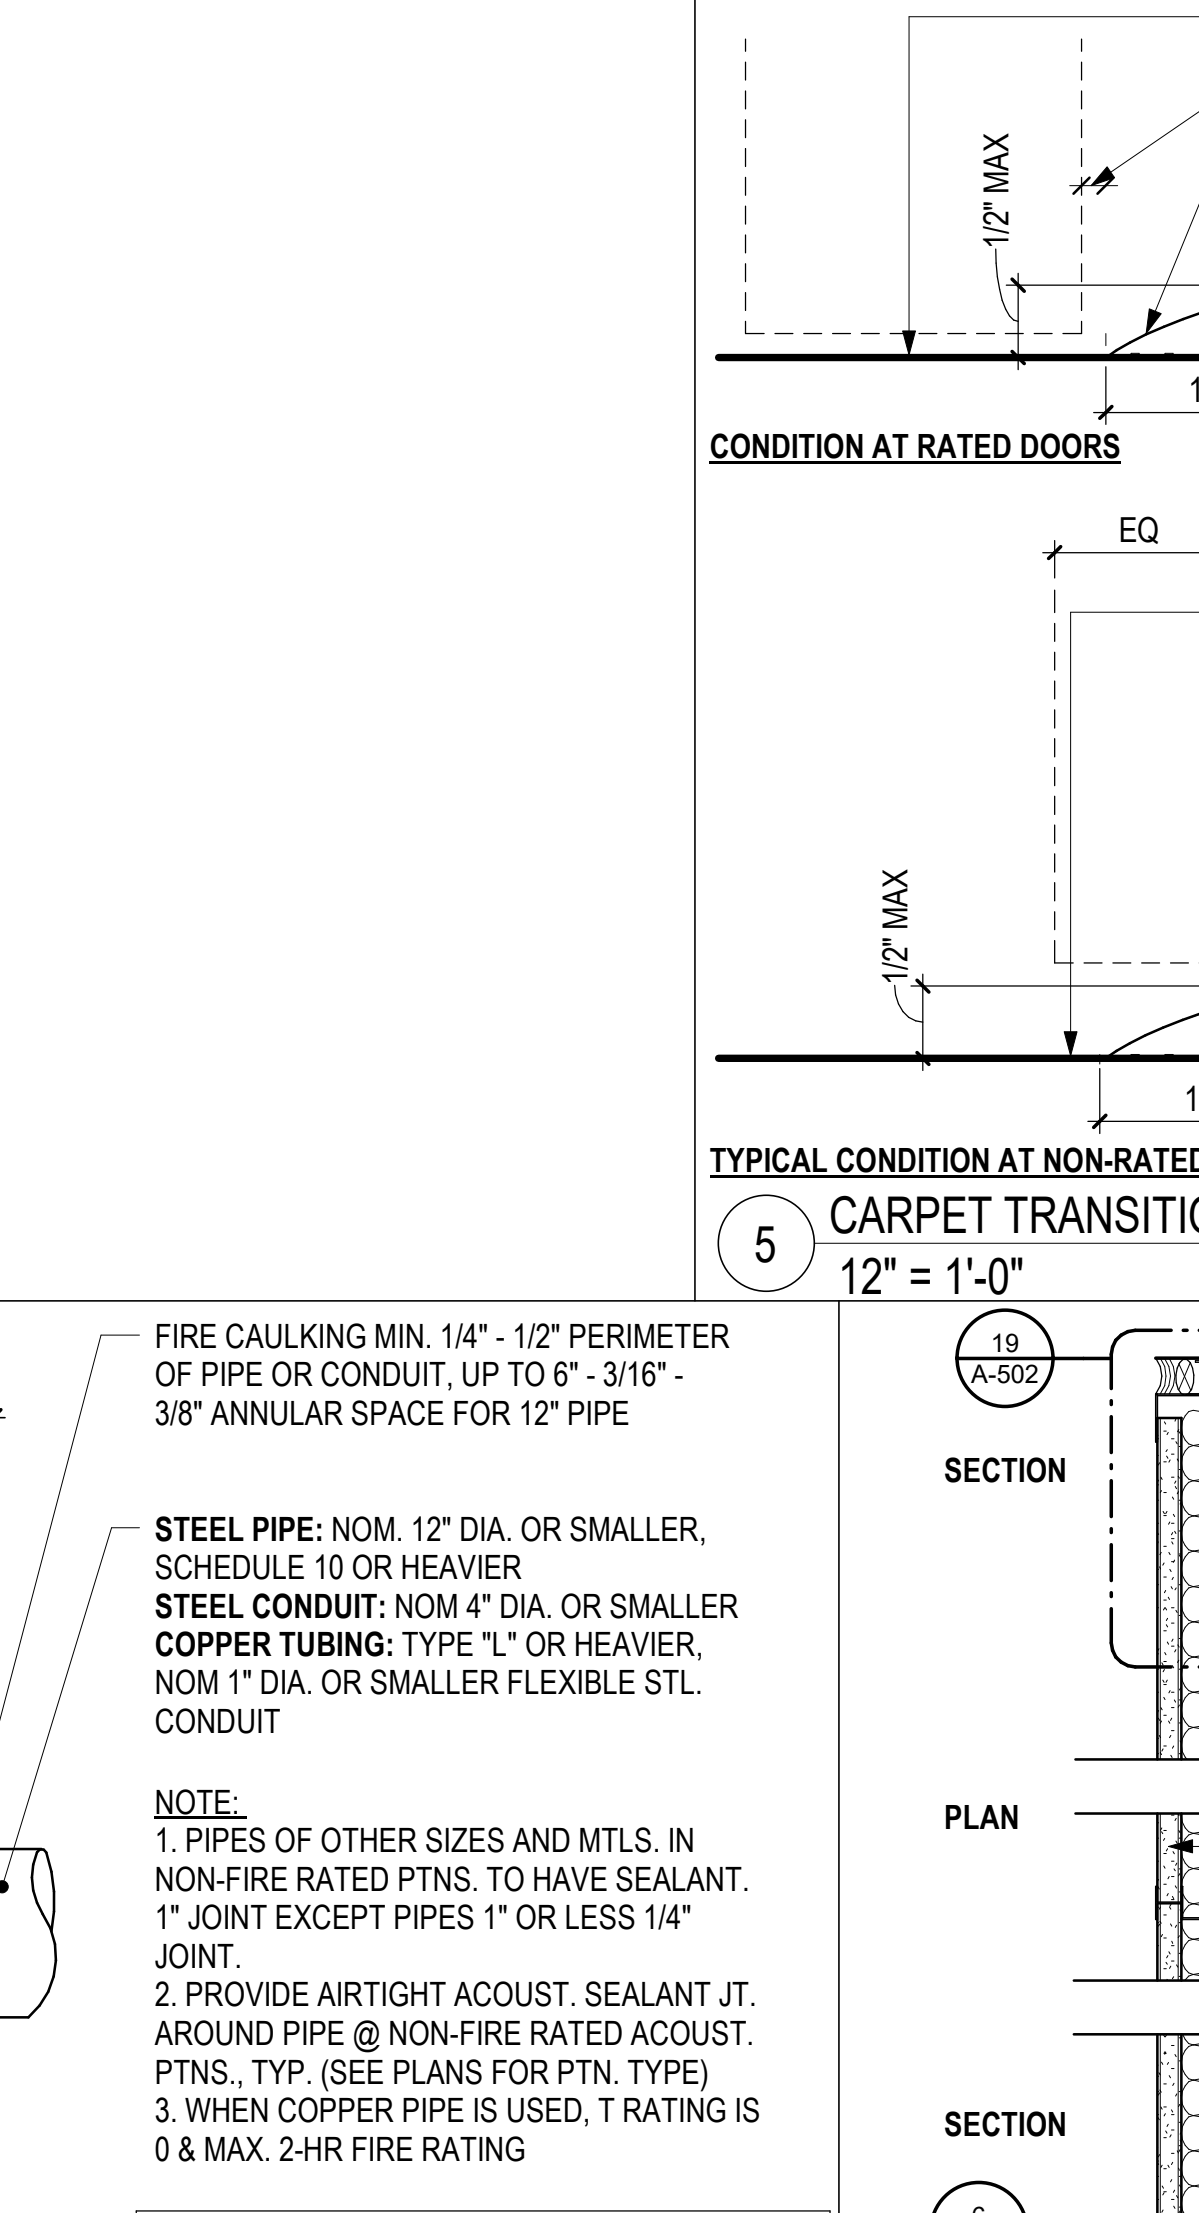 1/2" MAX
1
CONDITION AT RATED DOORS
EQ
1/2" MAX
1
TYPICAL CONDITION AT NON-RATED
5
CARPET TRANSITIO
12" = 1'-0"
FIRE CAULKING MIN. 1/4" - 1/2" PERIMETER
OF PIPE OR CONDUIT, UP TO 6" - 3/16" -
3/8" ANNULAR SPACE FOR 12" PIPE
STEEL PIPE: NOM. 12" DIA. OR SMALLER,
SCHEDULE 10 OR HEAVIER
STEEL CONDUIT: NOM 4" DIA. OR SMALLER
COPPER TUBING: TYPE "L" OR HEAVIER,
NOM 1" DIA. OR SMALLER FLEXIBLE STL.
CONDUIT
NOTE:
1. PIPES OF OTHER SIZES AND MTLS. IN
NON-FIRE RATED PTNS. TO HAVE SEALANT.
1" JOINT EXCEPT PIPES 1" OR LESS 1/4"
JOINT.
2. PROVIDE AIRTIGHT ACOUST. SEALANT JT.
AROUND PIPE @ NON-FIRE RATED ACOUST.
PTNS., TYP. (SEE PLANS FOR PTN. TYPE)
3. WHEN COPPER PIPE IS USED, T RATING IS
0 & MAX. 2-HR FIRE RATING
19
A-502
SECTION
PLAN
SECTION